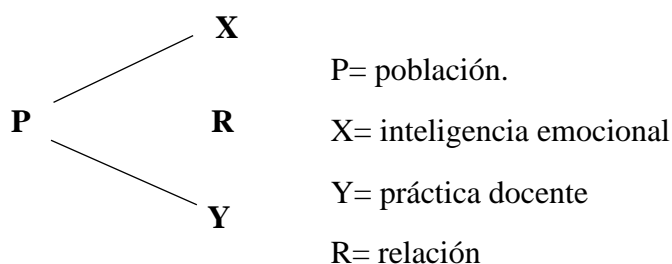 X
P
R
Y
P= población.
X= inteligencia emocional
Y= práctica docente
R= relación